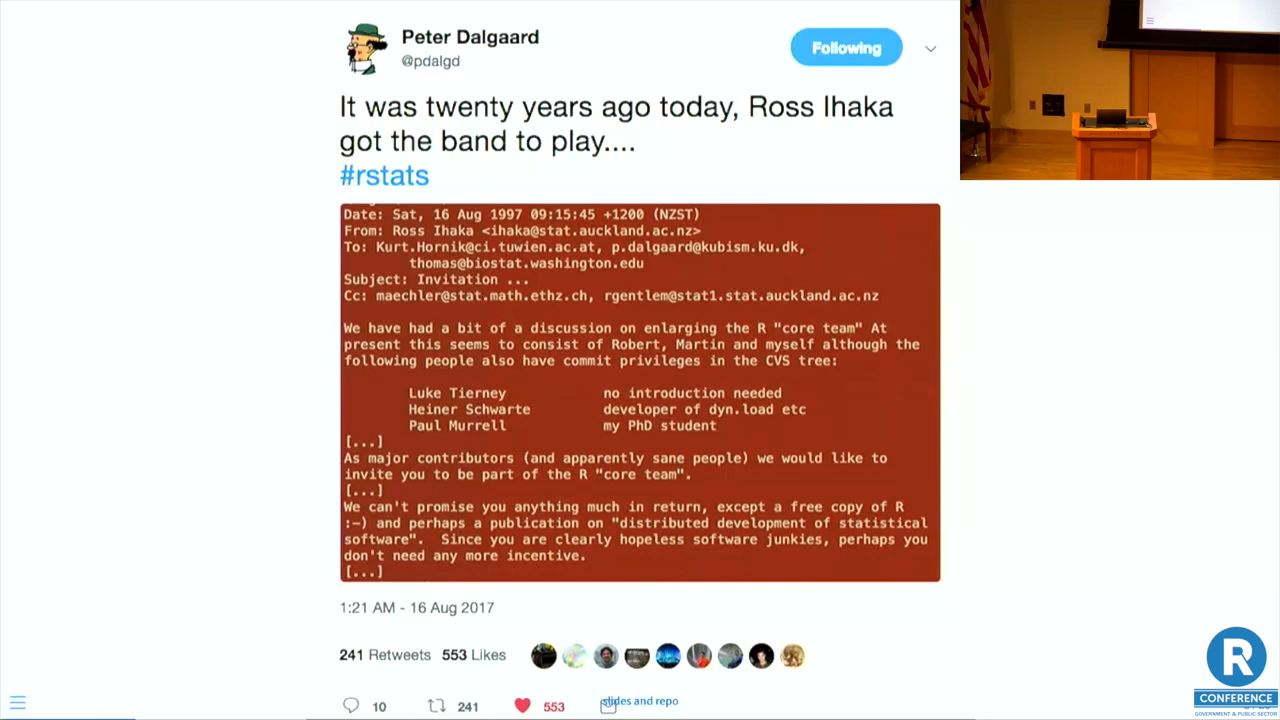 Peter Dalgaard
@pdalgd
Following
It was twenty years ago today, Ross Ihaka
got the band to play....
#rstats
Date: Sat, 16 Aug 1997 09:15:45 +1200 (NZST)
From: Ross Ihaka <ihaka@stat.auckland.ac.nz>
To: Kurt.Hornik@ci.tuwien.ac.at, p.dalgaard@kubism.ku.dk,
thomas@biostat.washington.edu
Subject: Invitation ...
Cc: maechler@stat.math.ethz.ch, rgentlem@stat1.stat.auckland.ac.nz
We have had a bit of a discussion on enlarging the R "core team" At
present this seems to consist of Robert, Martin and myself although the
following people also have commit privileges in the CVS tree:
Luke Tierney no introduction needed
Heiner Schwarte developer of dyn.load etc
Paul Murrell my PhD student
[...]
As major contributors (and apparently sane people) we would like to
invite you to be part of the R "core team".
[...]
We can't promise you anything much in return, except a free copy of R
:-) and perhaps a publication on "distributed development of statistical
software". Since you are clearly hopeless software junkies, perhaps you
don't need any more incentive.
[...]
1:21 AM - 16 Aug 2017
241 Retweets 553 Likes
10 241 553
slides and repo
R
CONFERENCE
GOVERNMENT & PUBLIC SECTOR